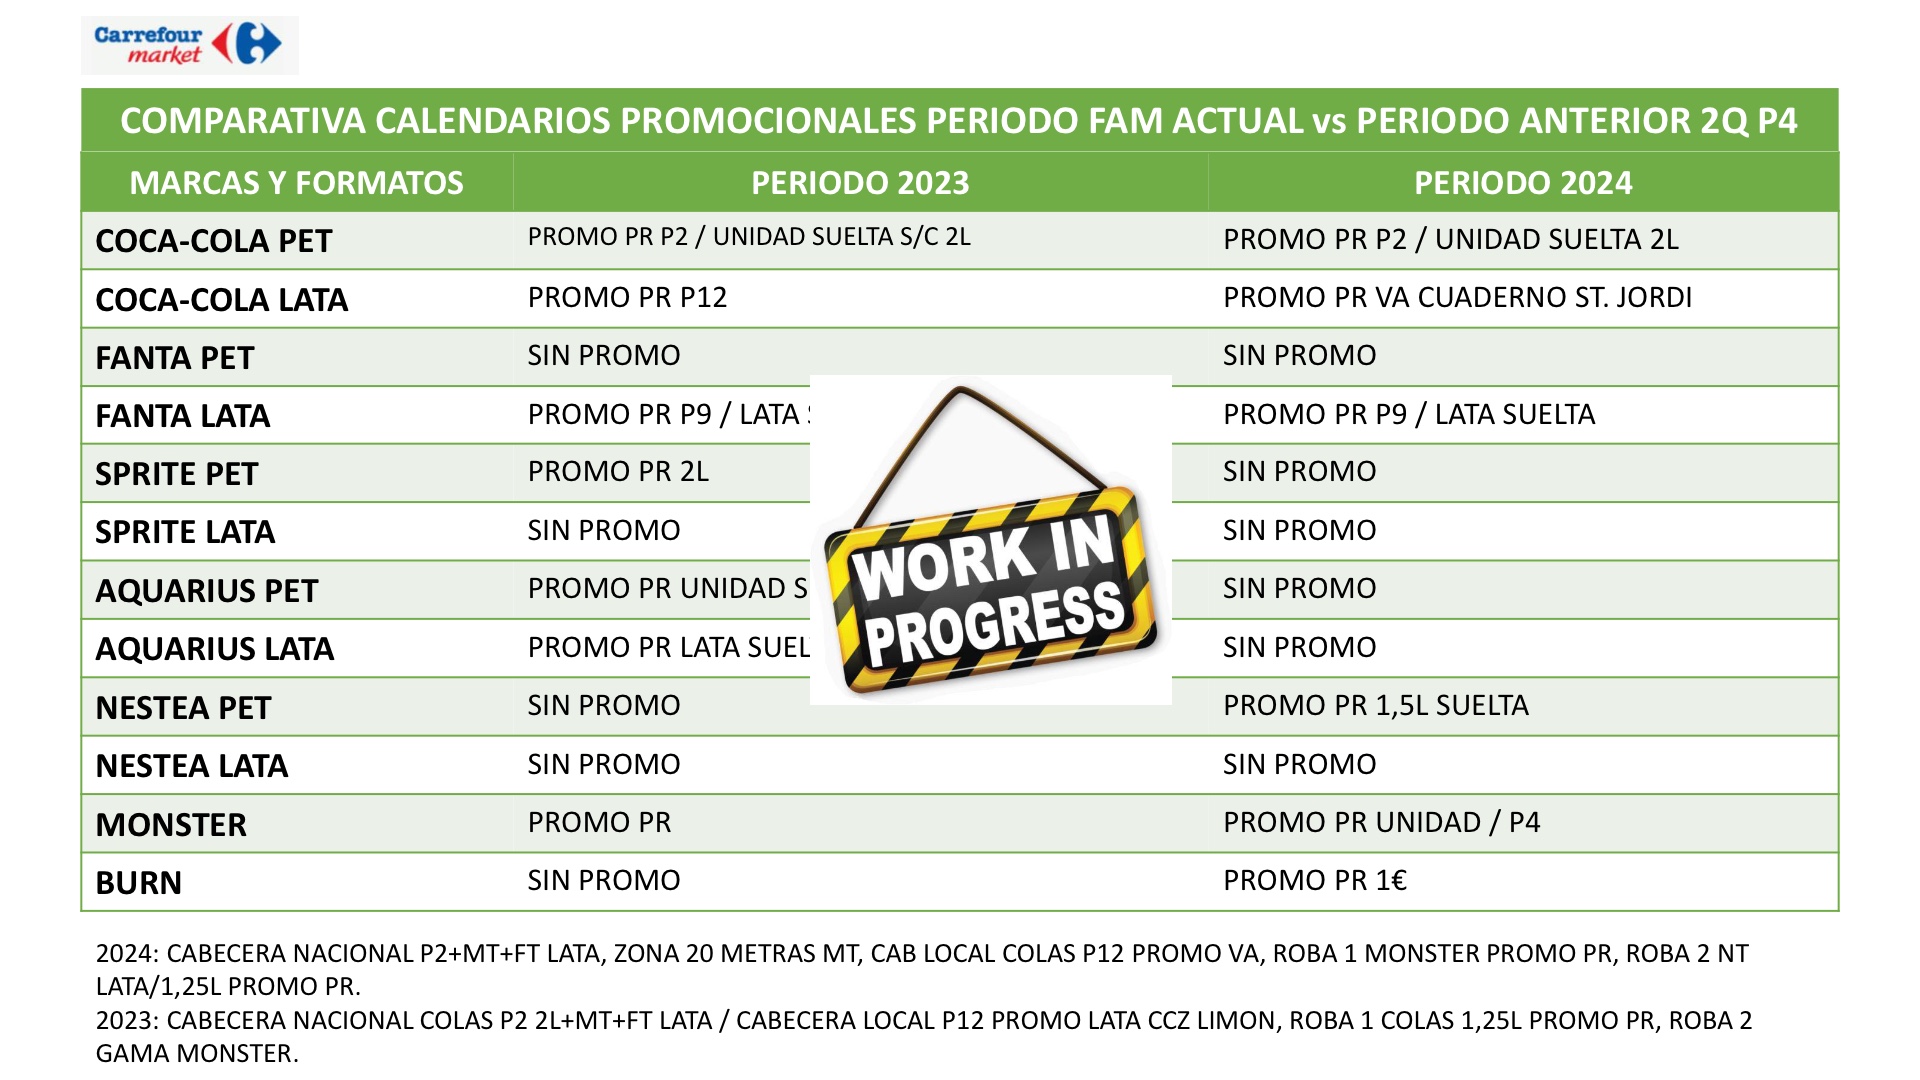 Carrefour
market
COMPARATIVA CALENDARIOS PROMOCIONALES PERIODO FAM ACTUAL vs PERIODO ANTERIOR 2Q P4
MARCAS Y FORMATOS PERIODO 2023 PERIODO 2024
COCA-COLA PET PROMO PR P2 / UNIDAD SUELTA S/C 2L PROMO PR P2 / UNIDAD SUELTA 2L
COCA-COLA LATA PROMO PR P12 PROMO PR VA CUADERNO ST. JORDI
FANTA PET SIN PROMO SIN PROMO
FANTA LATA PROMO PR P9 / LATA PROMO PR P9 / LATA SUELTA
SPRITE PET PROMO PR 2L SIN PROMO
SPRITE LATA SIN PROMO SIN PROMO
AQUARIUS PET PROMO PR UNIDAD SIN PROMO
AQUARIUS LATA PROMO PR LATA SIN PROMO
NESTEA PET SIN PROMO PROMO PR 1,5L SUELTA
NESTEA LATA SIN PROMO SIN PROMO
MONSTER PROMO PR PROMO PR UNIDAD / P4
BURN SIN PROMO PROMO PR 1€
WORK IN
PROGRESS
2024: CABECERA NACIONAL P2+MT+FT LATA, ZONA 20 METRAS MT, CAB LOCAL COLAS P12 PROMO VA, ROBA 1 MONSTER PROMO PR, ROBA 2 NT
LATA/1,25L PROMO PR.
2023: CABECERA NACIONAL COLAS P2 2L+MT+FT LATA / CABECERA LOCAL P12 PROMO LATA CCZ LIMON, ROBA 1 COLAS 1,25L PROMO PR, ROBA 2
GAMA MONSTER.